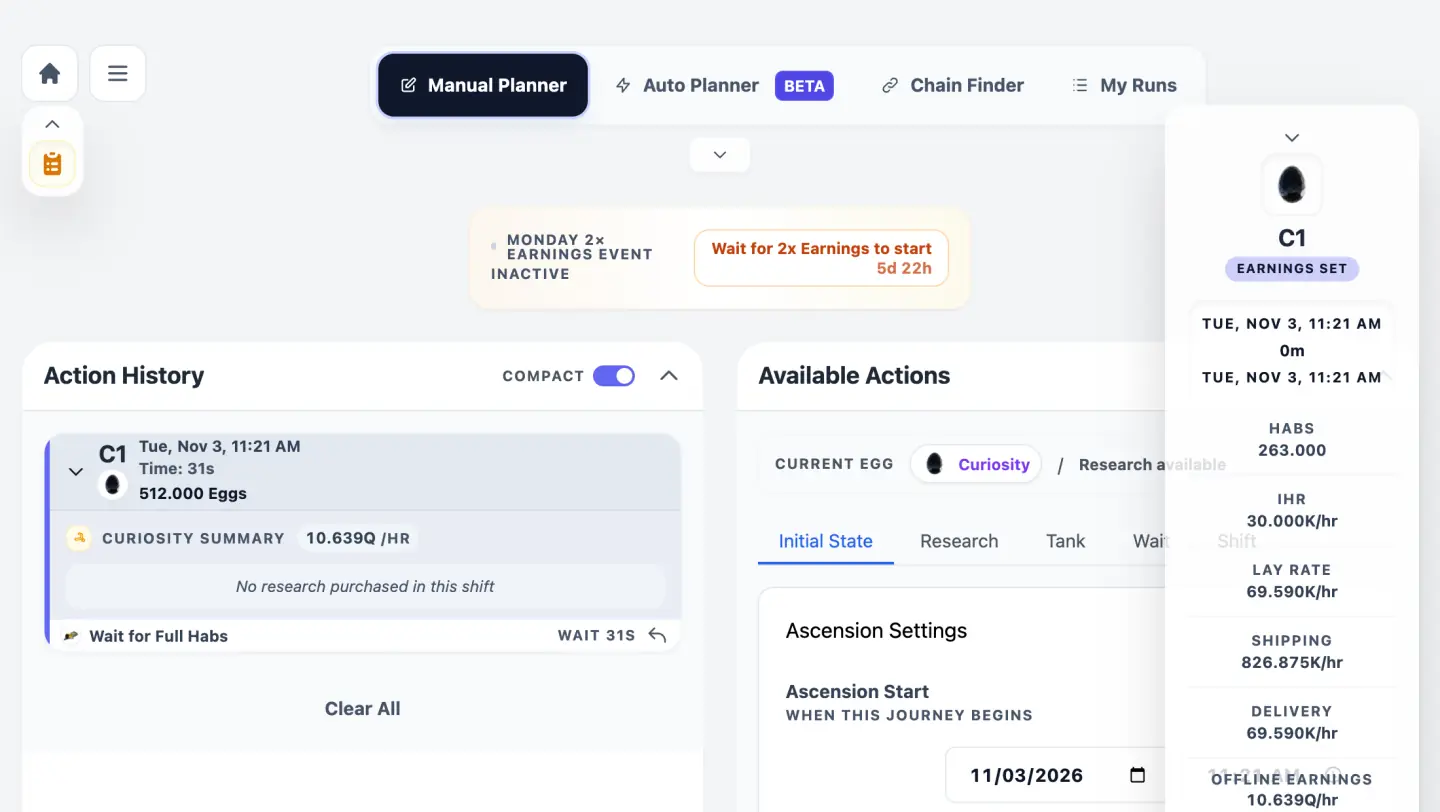 Manual Planner
Auto Planner BETA
Chain Finder
My Runs
MONDAY 2×
EARNINGS EVENT
INACTIVE
Wait for 2x Earnings to start
5d 22h
Action History
COMPACT
C1
Tue, Nov 3, 11:21 AM
Time: 31s
512.000 Eggs
CURIOSITY SUMMARY 10.639Q /HR
No research purchased in this shift
Wait for Full Habs
WAIT 31S
Clear All
Available Actions
CURRENT EGG Curiosity / Research available
Initial State Research Tank Wait Shift
Ascension Settings
Ascension Start
WHEN THIS JOURNEY BEGINS
11/03/2026
11:21 AM
C1
EARNINGS SET
TUE, NOV 3, 11:21 AM
0m
TUE, NOV 3, 11:21 AM
HABS
263.000
IHR
30.000K/hr
LAY RATE
69.590K/hr
SHIPPING
826.875K/hr
DELIVERY
69.590K/hr
OFFLINE EARNINGS
10.639Q/hr